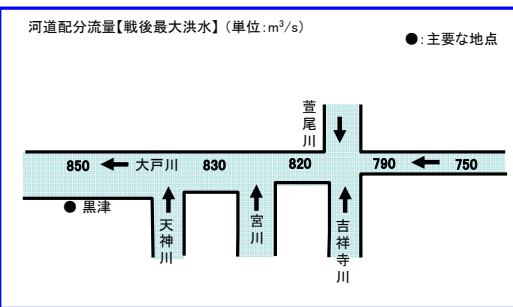 河道配分流量【戦後最大洪水】(単位:m³/s)
●:主要な地点
萱尾川
850 大戸川 830 820 790 750
● 黒津
天神川
宮川
吉祥寺川